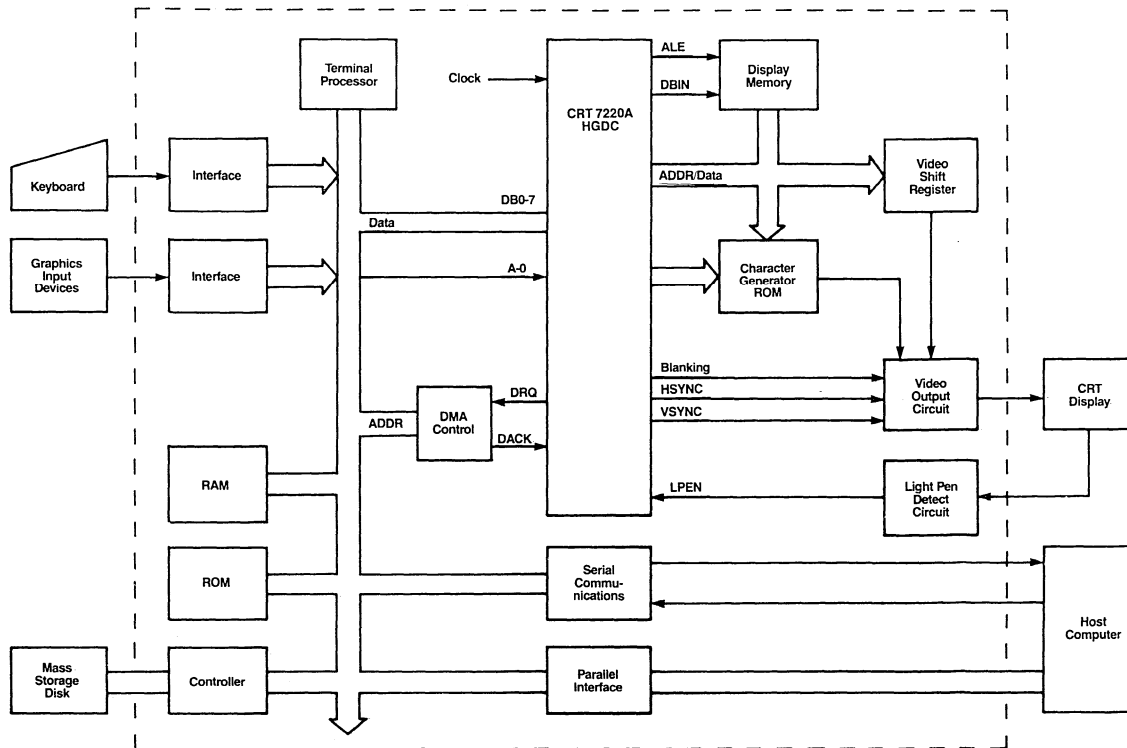 Terminal
Processor
Clock
CRT 7220A
HGDC
ALE
DBIN
Display
Memory
Keyboard
Interface
ADDR/Data
Video
Shift
Register
DB0-7
Data
Graphics
Input
Devices
Interface
A-0
Character
Generator
ROM
Blanking
HSYNC
VSYNC
Video
Output
Circuit
CRT
Display
ADDR
DMA
Control
DRQ
DACK
RAM
LPEN
Light Pen
Detect
Circuit
ROM
Serial
Commu-
nications
Host
Computer
Mass
Storage
Disk
Controller
Parallel
Interface